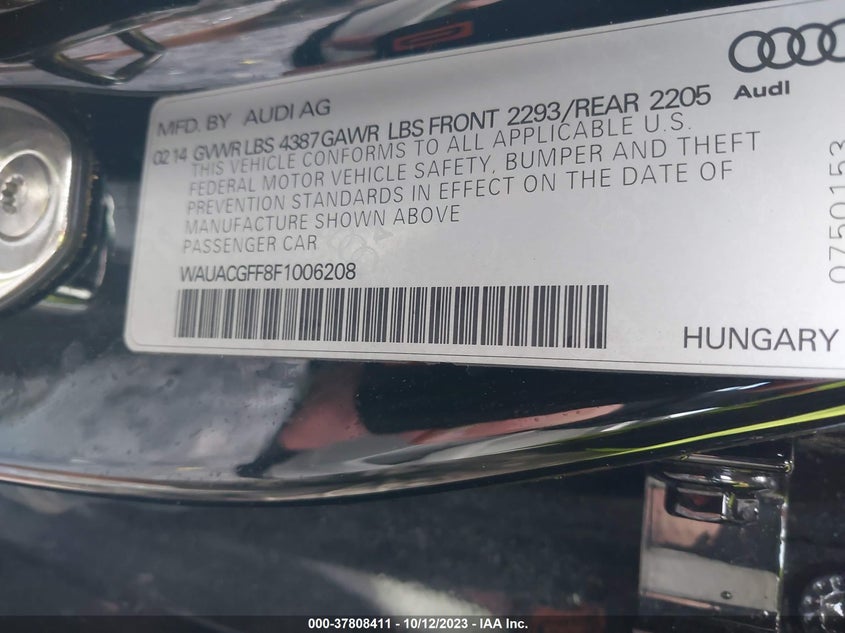 Audi
MFD. BY AUDI AG
02 14 GVWR LBS 4387 GAWR LBS FRONT 2293/REAR 2205
THIS VEHICLE CONFORMS TO ALL APPLICABLE U.S.
FEDERAL MOTOR VEHICLE SAFETY, BUMPER AND THEFT
PREVENTION STANDARDS IN EFFECT ON THE DATE OF
MANUFACTURE SHOWN ABOVE
PASSENGER CAR
WAUACGFF8F1006208
HUNGARY
0750153
000-37808411 - 10/12/2023 - IAA Inc.